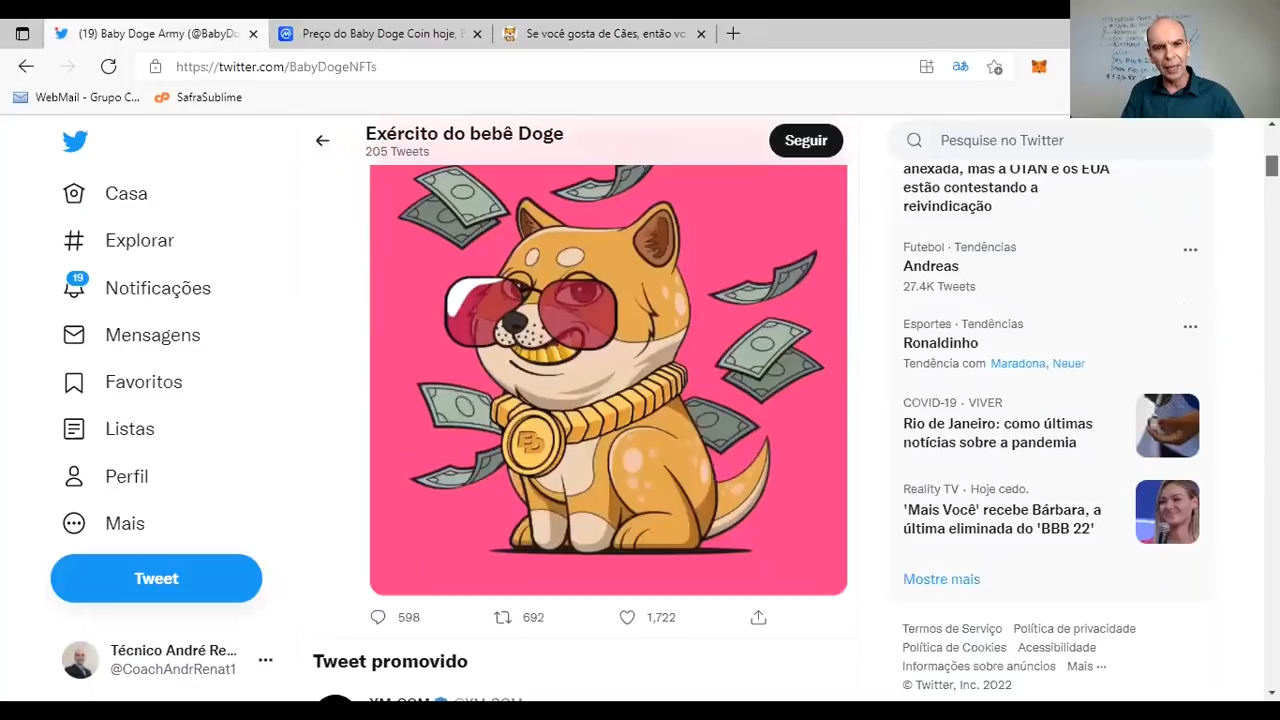 (19) Baby Doge Army (@BabyDo
Preço do Baby Doge Coin hoje,
Se você gosta de Cães, então vo
https://twitter.com/BabyDogeNFTs
WebMail - Grupo C...
SafraSublime
Casa
Explorar
19
Notificações
Mensagens
Favoritos
Listas
Perfil
Mais
Tweet
Técnico André Re...
@CoachAndrRenat1
Exército do bebê Doge
205 Tweets
Seguir
598
692
1,722
Tweet promovido
XM.COM @XM_COM
Pesquise no Twitter
anexada, mas a OTAN e os EUA
estão contestando a
reivindicação
Futebol · Tendências
Andreas
27.4K Tweets
Esportes · Tendências
Ronaldinho
Tendência com Maradona, Neuer
COVID-19 · VIVER
Rio de Janeiro: como últimas
notícias sobre a pandemia
Reality TV · Hoje cedo.
'Mais Você' recebe Bárbara, a
última eliminada do 'BBB 22'
Mostre mais
Termos de Serviço Política de privacidade
Política de Cookies Acessibilidade
Informações sobre anúncios Mais ···
© Twitter, Inc. 2022